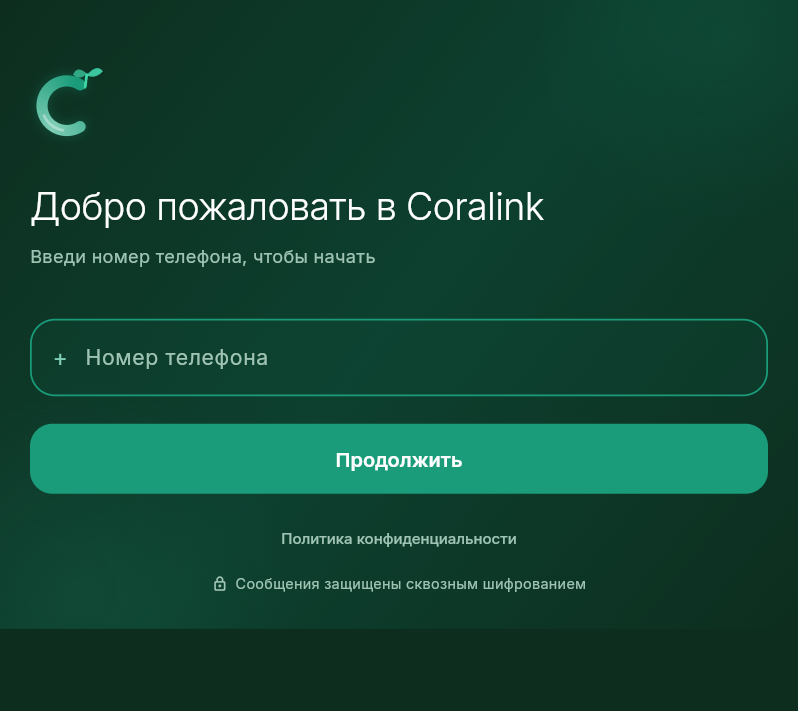 Добро пожаловать в Coralink
Введи номер телефона, чтобы начать
+ Номер телефона
Продолжить
Политика конфиденциальности
Сообщения защищены сквозным шифрованием